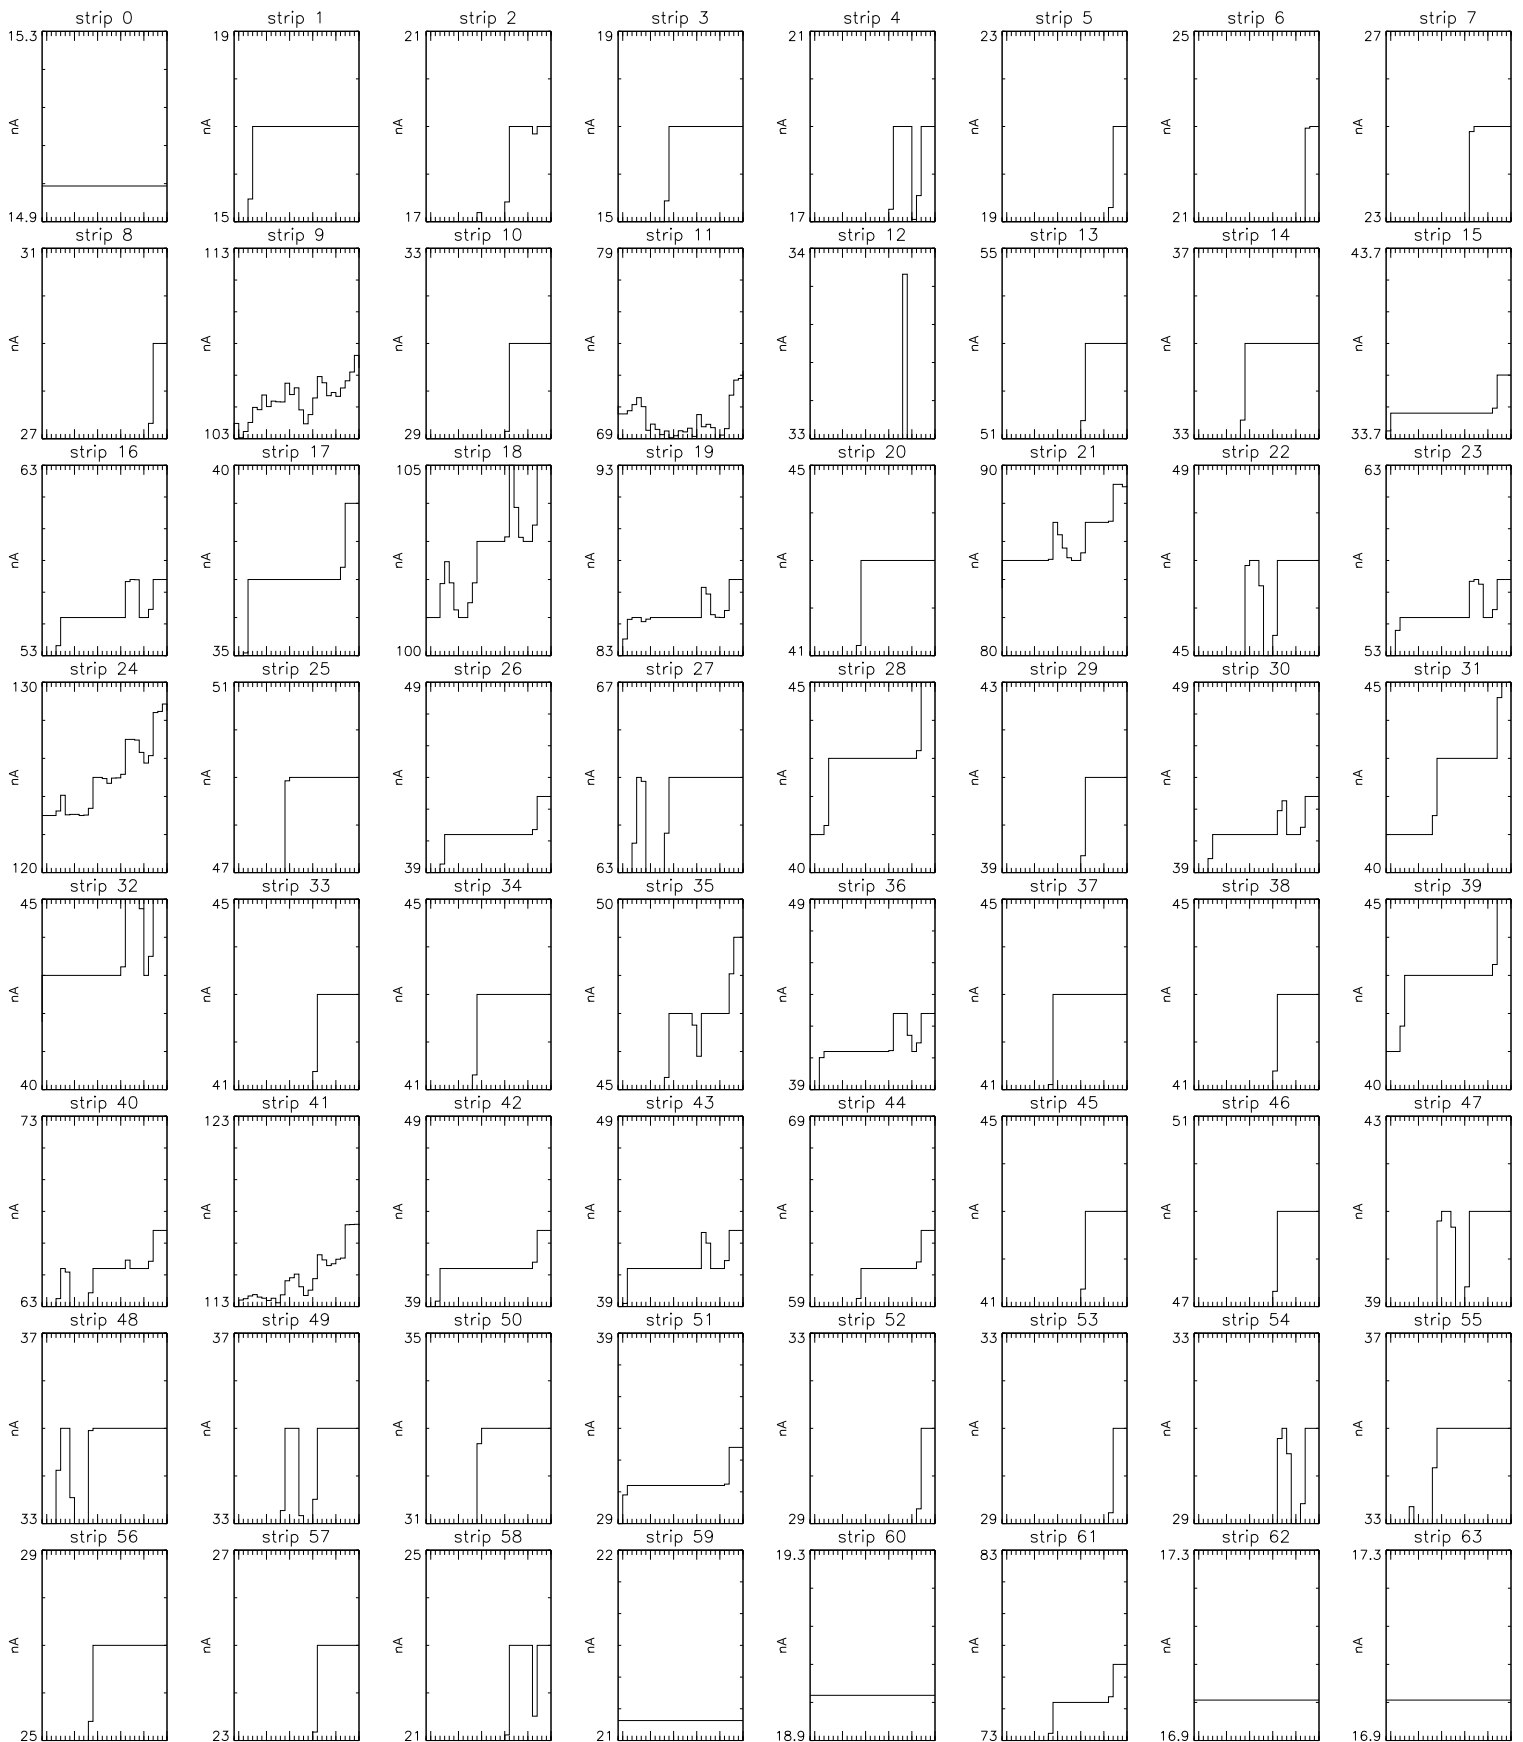 strip 0 strip 1 strip 2 strip 3 strip 4 strip 5 strip 6 strip 7
15.3 19 21 19 21 23 25 27
nA nA nA nA nA nA nA nA
14.9 15 17 15 17 19 21 23
strip 8 strip 9 strip 10 strip 11 strip 12 strip 13 strip 14 strip 15
31 113 33 79 34 55 37 43.7
nA nA nA nA nA nA nA nA
27 103 29 69 33 51 33 33.7
strip 16 strip 17 strip 18 strip 19 strip 20 strip 21 strip 22 strip 23
63 40 105 93 45 90 49 63
nA nA nA nA nA nA nA nA
53 35 100 83 41 80 45 53
strip 24 strip 25 strip 26 strip 27 strip 28 strip 29 strip 30 strip 31
130 51 49 67 45 43 49 45
nA nA nA nA nA nA nA nA
120 47 39 63 40 39 39 40
strip 32 strip 33 strip 34 strip 35 strip 36 strip 37 strip 38 strip 39
45 45 45 50 49 45 45 45
nA nA nA nA nA nA nA nA
40 41 41 45 39 41 41 40
strip 40 strip 41 strip 42 strip 43 strip 44 strip 45 strip 46 strip 47
73 123 49 49 69 45 51 43
nA nA nA nA nA nA nA nA
63 113 39 39 59 41 47 39
strip 48 strip 49 strip 50 strip 51 strip 52 strip 53 strip 54 strip 55
37 37 35 39 33 33 33 37
nA nA nA nA nA nA nA nA
33 33 31 29 29 29 29 33
strip 56 strip 57 strip 58 strip 59 strip 60 strip 61 strip 62 strip 63
29 27 25 22 19.3 83 17.3 17.3
nA nA nA nA nA nA nA nA
25 23 21 21 18.9 73 16.9 16.9